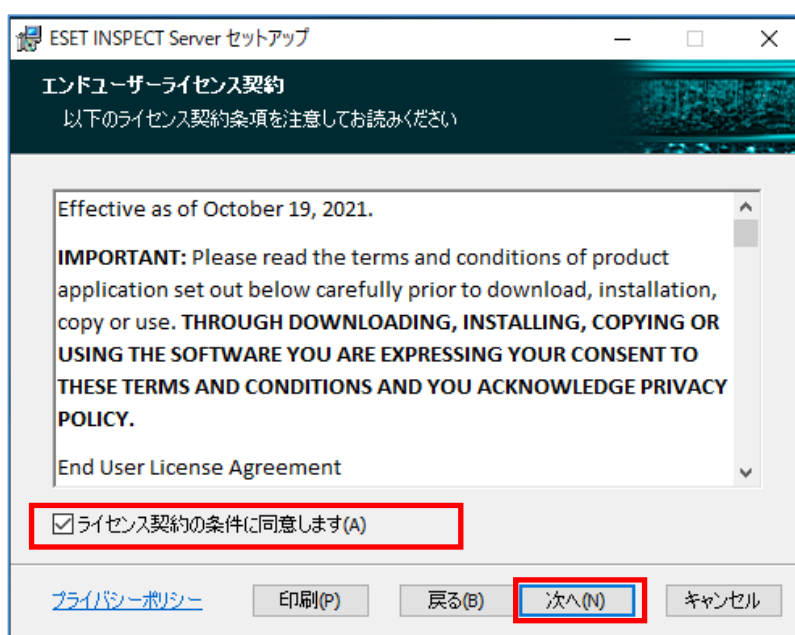 ESET INSPECT Server セットアップ
エンドユーザーライセンス契約
以下のライセンス契約条項を注意してお読みください
Effective as of October 19, 2021.
IMPORTANT: Please read the terms and conditions of product
application set out below carefully prior to download, installation,
copy or use. THROUGH DOWNLOADING, INSTALLING, COPYING OR
USING THE SOFTWARE YOU ARE EXPRESSING YOUR CONSENT TO
THESE TERMS AND CONDITIONS AND YOU ACKNOWLEDGE PRIVACY
POLICY.
End User License Agreement
ライセンス契約の条件に同意します(A)
プライバシーポリシー 印刷(P) 戻る(B) 次へ(N) キャンセル